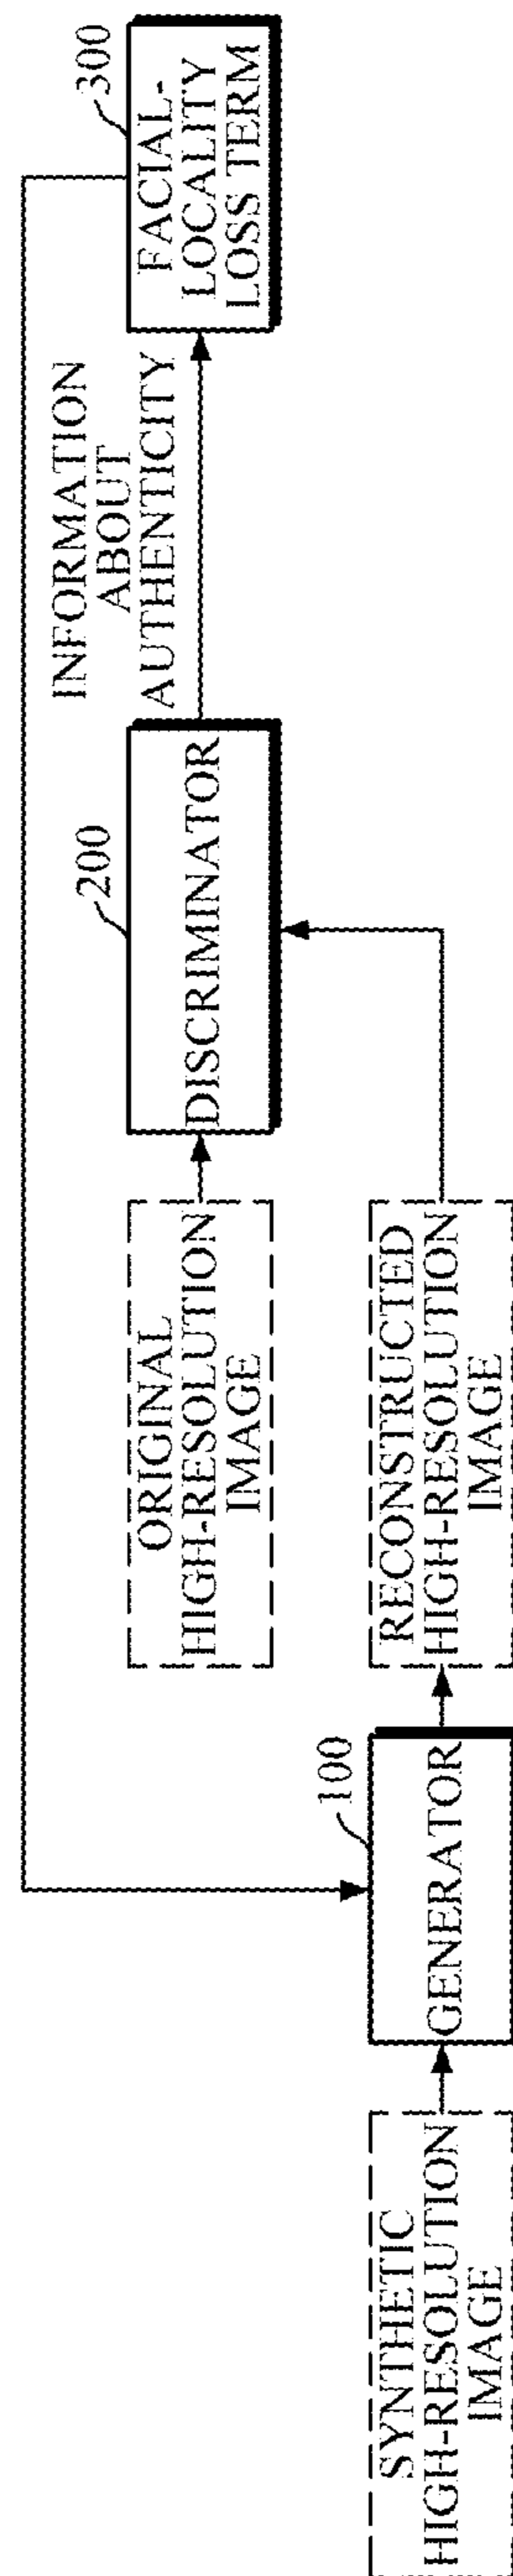 SYNTHETIC
HIGH-RESOLUTION
IMAGE
100
GENERATOR
RECONSTRUCTED
HIGH-RESOLUTION
IMAGE
ORIGINAL
HIGH-RESOLUTION
IMAGE
200
DISCRIMINATOR
INFORMATION
ABOUT
AUTHENTICITY
300
FACIAL-
LOCALITY
LOSS TERM